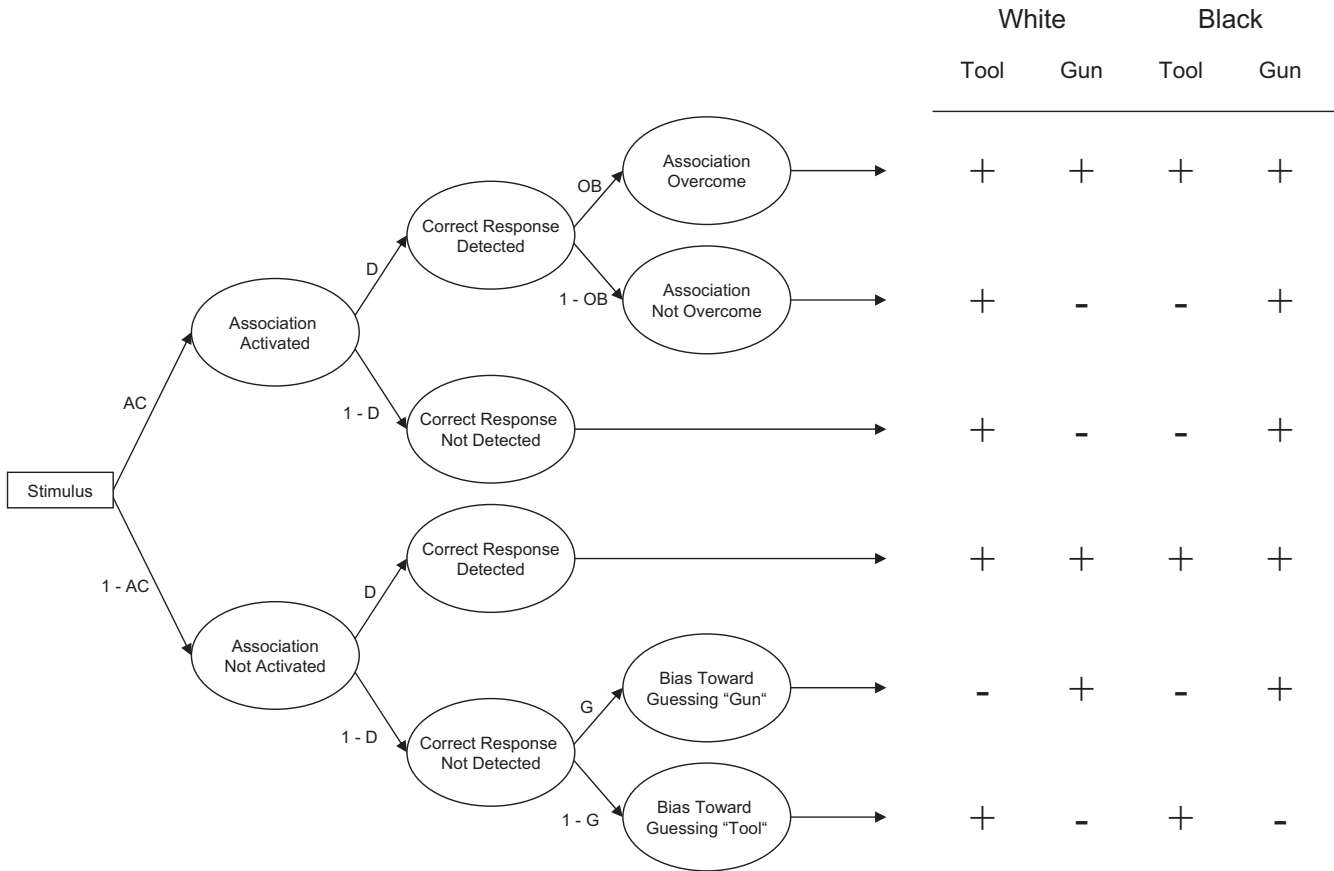 White Black
Tool Gun Tool Gun
Association
Overcome
+ + + +
OB
Correct Response
Detected
D
1 - OB
Association
Not Overcome
+ - - +
Association
Activated
AC
1 - D
Correct Response
Not Detected
+ - - +
Stimulus
1 - AC
D
Correct Response
Detected
+ + + +
Association
Not Activated
1 - D
Correct Response
Not Detected
G
Bias Toward
Guessing “Gun“
- + - +
1 - G
Bias Toward
Guessing “Tool“
+ - + -